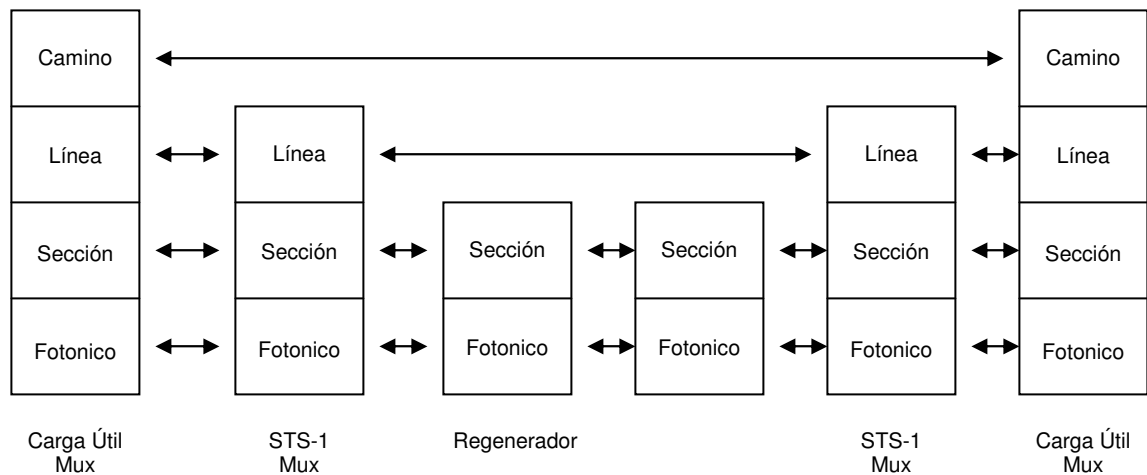 Camino
Camino
Línea
Línea
Línea
Línea
Sección
Sección
Sección
Sección
Sección
Sección
Fotonico
Fotonico
Fotonico
Fotonico
Fotonico
Fotonico
Carga Útil
Mux
STS-1
Mux
Regenerador
STS-1
Mux
Carga Útil
Mux